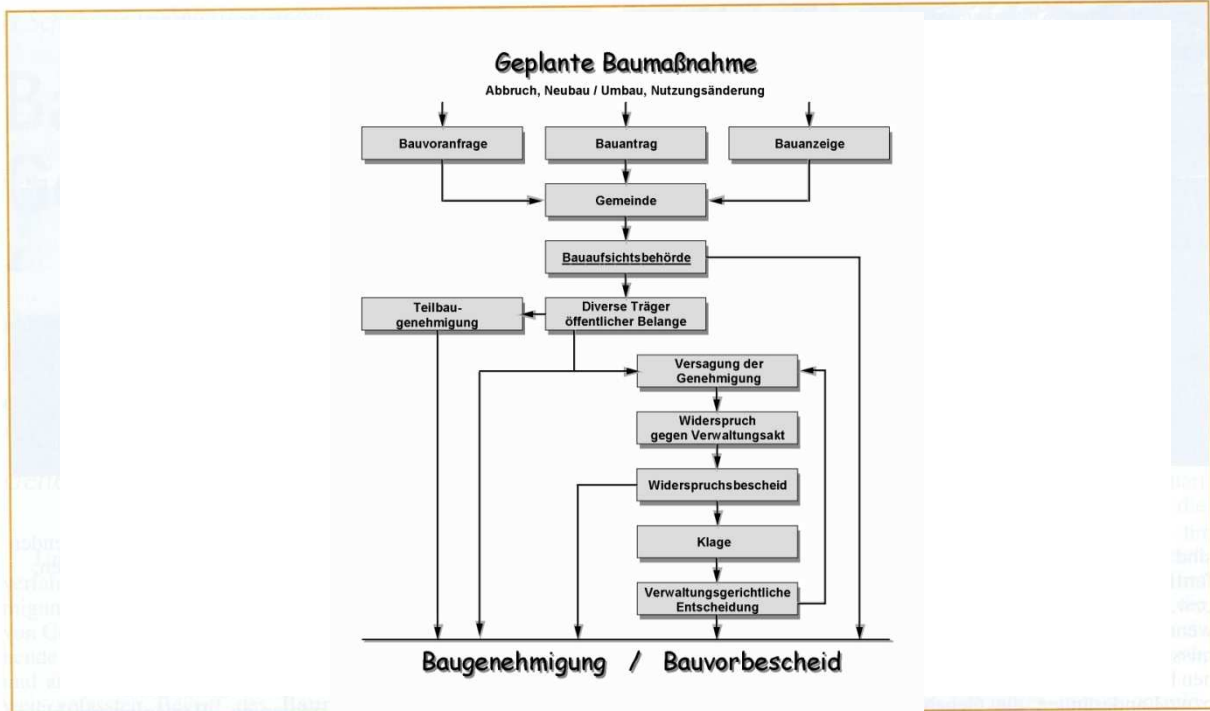 Geplante Baumaßnahme
Abbruch, Neubau / Umbau, Nutzungsänderung
Bauvoranfrage
Bauantrag
Bauanzeige
Gemeinde
Bauaufsichtsbehörde
Teilbau-
genehmigung
Diverse Träger
öffentlicher Belange
Versagung der
Genehmigung
Widerspruch
gegen Verwaltungsakt
Widerspruchsbescheid
Klage
Verwaltungsgerichtliche
Entscheidung
Baugenehmigung / Bauvorbescheid